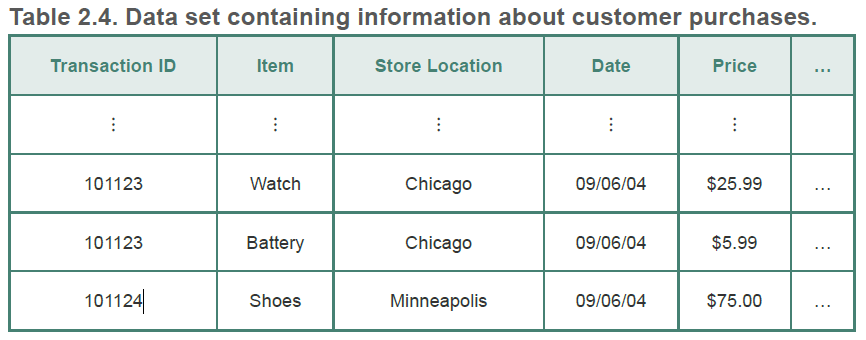 Table 2.4. Data set containing information about customer purchases.
Transaction ID Item Store Location Date Price …
⋮ ⋮ ⋮ ⋮ ⋮
101123 Watch Chicago 09/06/04 $25.99 …
101123 Battery Chicago 09/06/04 $5.99 …
101124 Shoes Minneapolis 09/06/04 $75.00 …